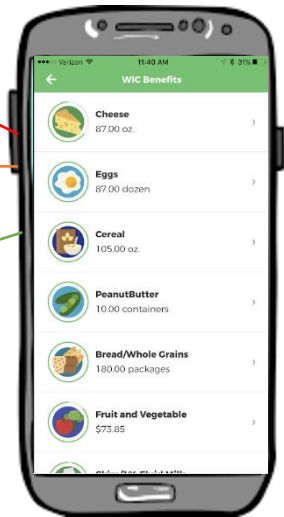 Verizon 11:40 AM 31%
WIC Benefits
Cheese
87.00 oz.
Eggs
87.00 dozen
Cereal
105.00 oz.
PeanutButter
10.00 containers
Bread/Whole Grains
180.00 packages
Fruit and Vegetable
$73.85